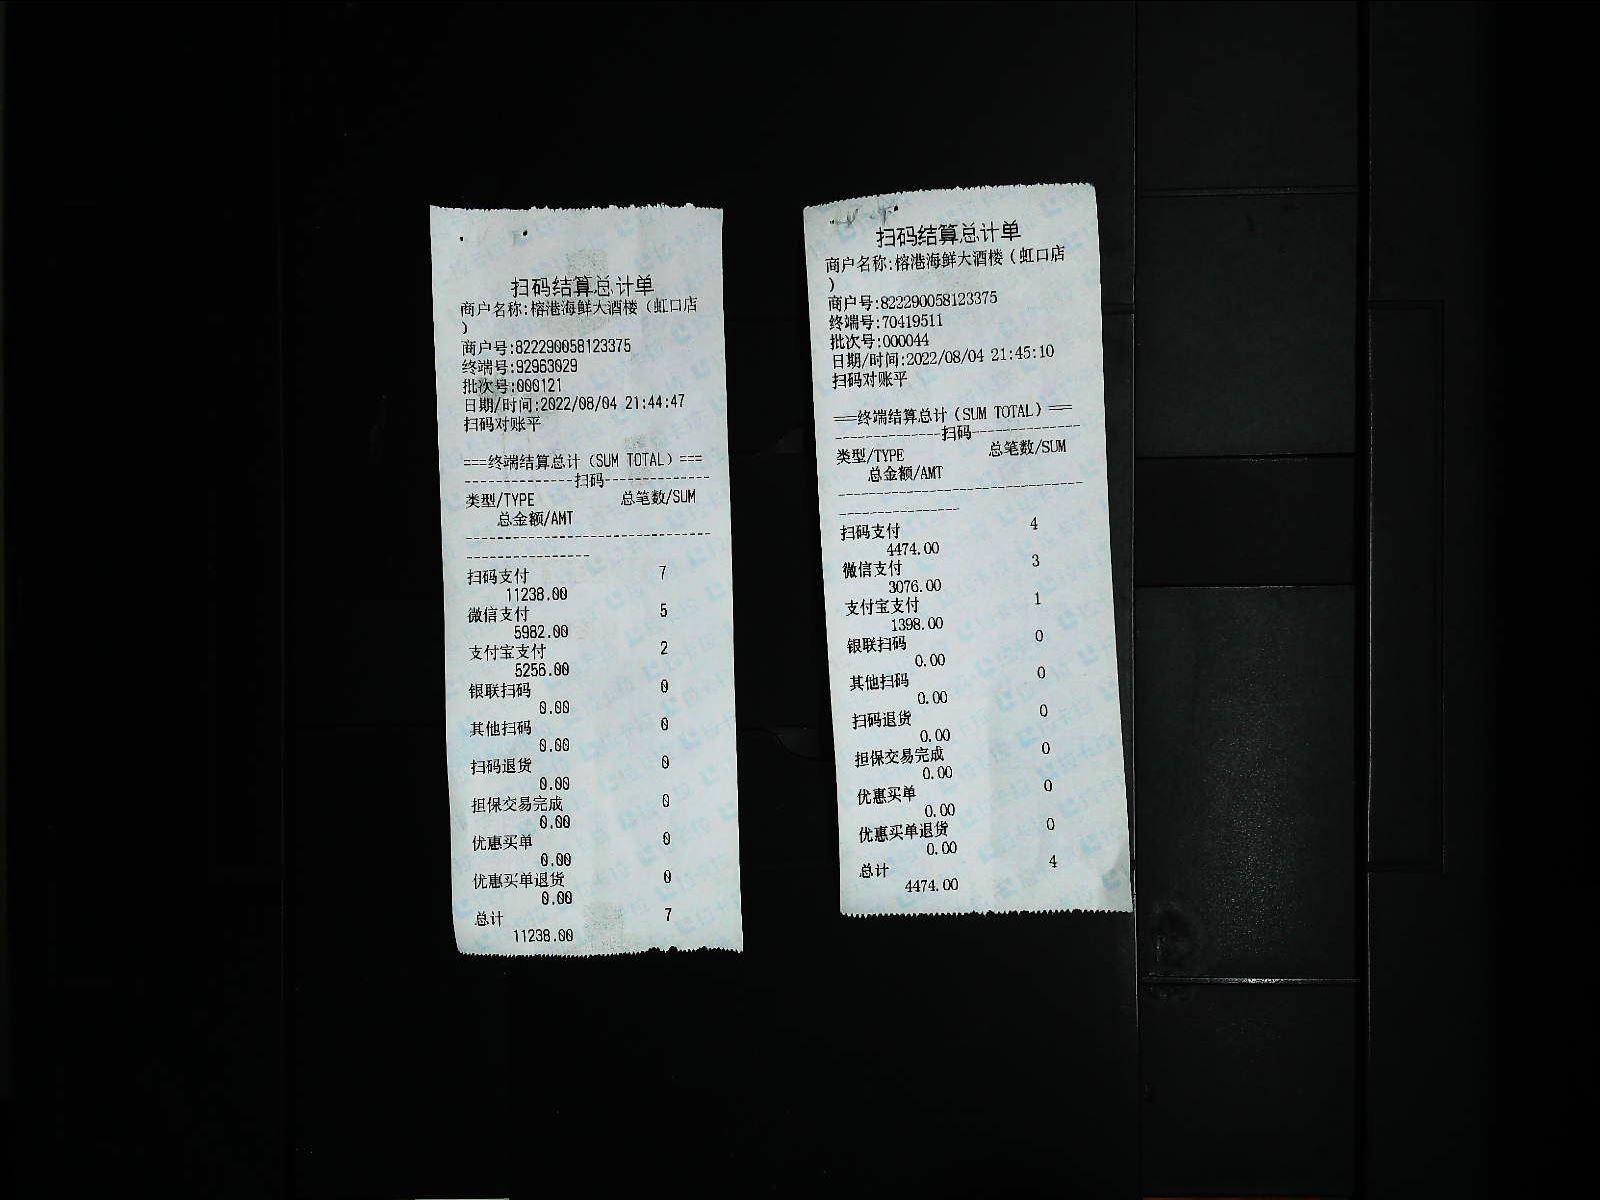 扫码结算总计单
商户名称:榕港海鲜大酒楼（虹口店
）
商户号:822290058123375
终端号:92963029
批次号:000121
日期/时间:2022/08/04 21:44:47
扫码对账平
===终端结算总计（SUM TOTAL）===
--------------扫码--------------
类型/TYPE 总笔数/SUM
总金额/AMT
--------------------------------
----------------
扫码支付 7
11238.00
微信支付 5
5982.00
支付宝支付 2
5256.00
银联扫码 0
0.00
其他扫码 0
0.00
扫码退货 0
0.00
担保交易完成 0
0.00
优惠买单 0
0.00
优惠买单退货 0
0.00
总计 7
11238.00
扫码结算总计单
商户名称:榕港海鲜大酒楼（虹口店
）
商户号:822290058123375
终端号:70419511
批次号:000044
日期/时间:2022/08/04 21:45:10
扫码对账平
===终端结算总计（SUM TOTAL）===
--------------扫码--------------
类型/TYPE 总笔数/SUM
总金额/AMT
--------------------------------
----------------
扫码支付 4
4474.00
微信支付 3
3076.00
支付宝支付 1
1398.00
银联扫码 0
0.00
其他扫码 0
0.00
扫码退货 0
0.00
担保交易完成 0
0.00
优惠买单 0
0.00
优惠买单退货 0
0.00
总计 4
4474.00